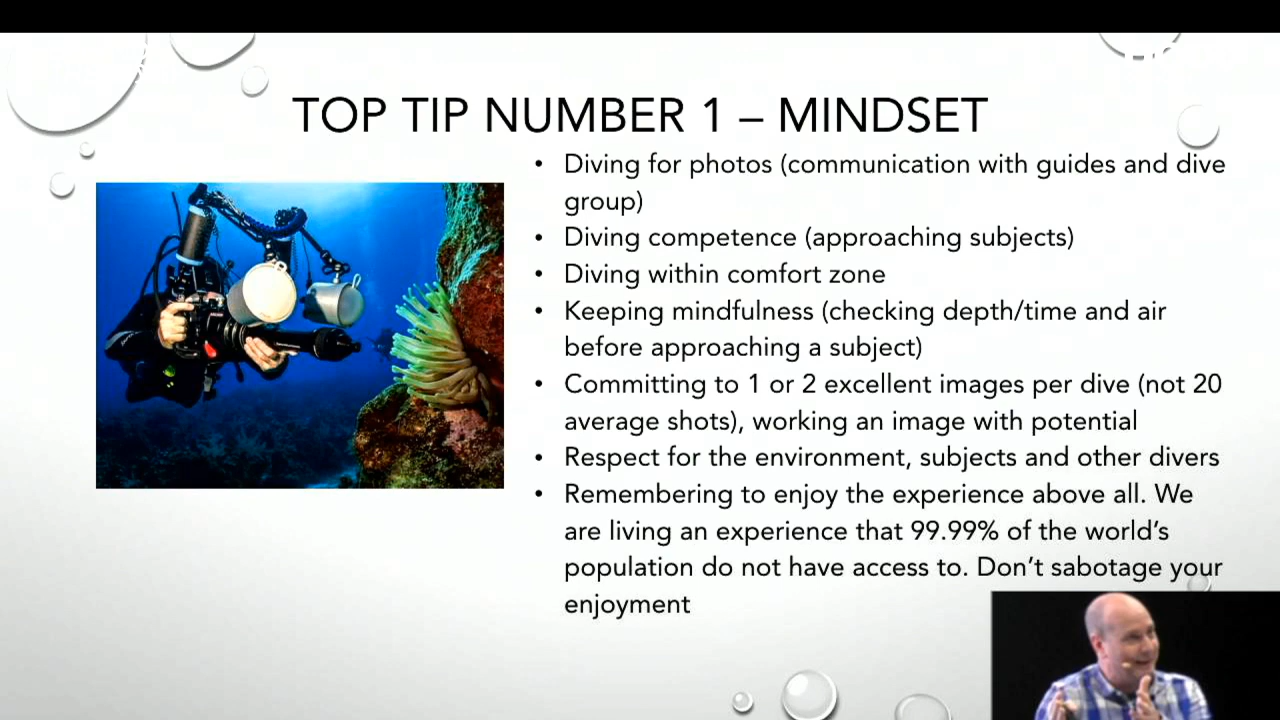 TOP TIP NUMBER 1 – MINDSET
• Diving for photos (communication with guides and dive
group)
• Diving competence (approaching subjects)
• Diving within comfort zone
• Keeping mindfulness (checking depth/time and air
before approaching a subject)
• Committing to 1 or 2 excellent images per dive (not 20
average shots), working an image with potential
• Respect for the environment, subjects and other divers
• Remembering to enjoy the experience above all. We
are living an experience that 99.99% of the world’s
population do not have access to. Don’t sabotage your
enjoyment